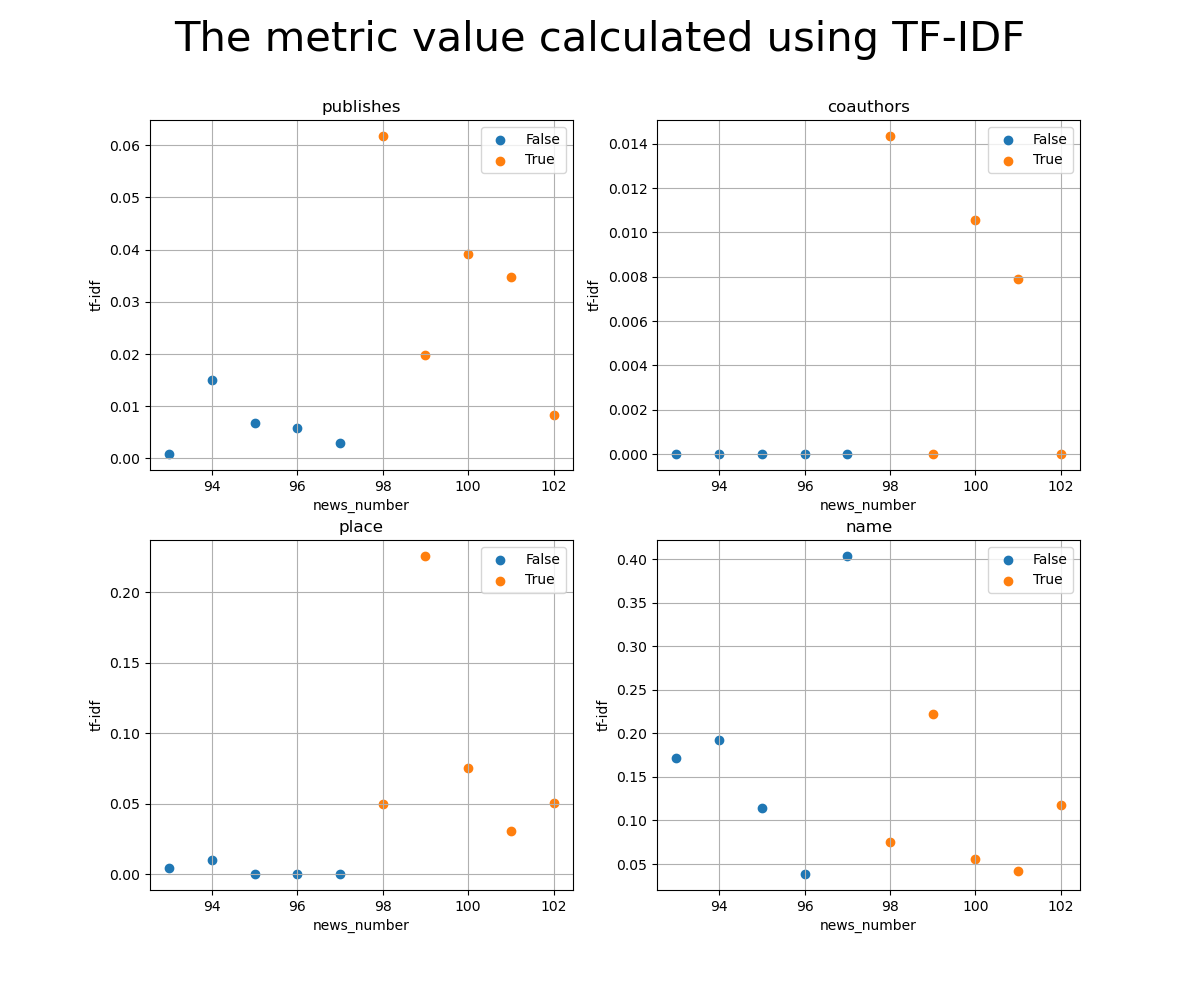 The metric value calculated using TF-IDF
publishes
False
True
0.06
0.05
0.04
0.03
0.02
0.01
0.00
tf-idf
94 96 98 100 102
news_number
coauthors
False
True
0.014
0.012
0.010
0.008
0.006
0.004
0.002
0.000
tf-idf
94 96 98 100 102
news_number
place
False
True
0.20
0.15
0.10
0.05
0.00
tf-idf
94 96 98 100 102
news_number
name
False
True
0.40
0.35
0.30
0.25
0.20
0.15
0.10
0.05
tf-idf
94 96 98 100 102
news_number